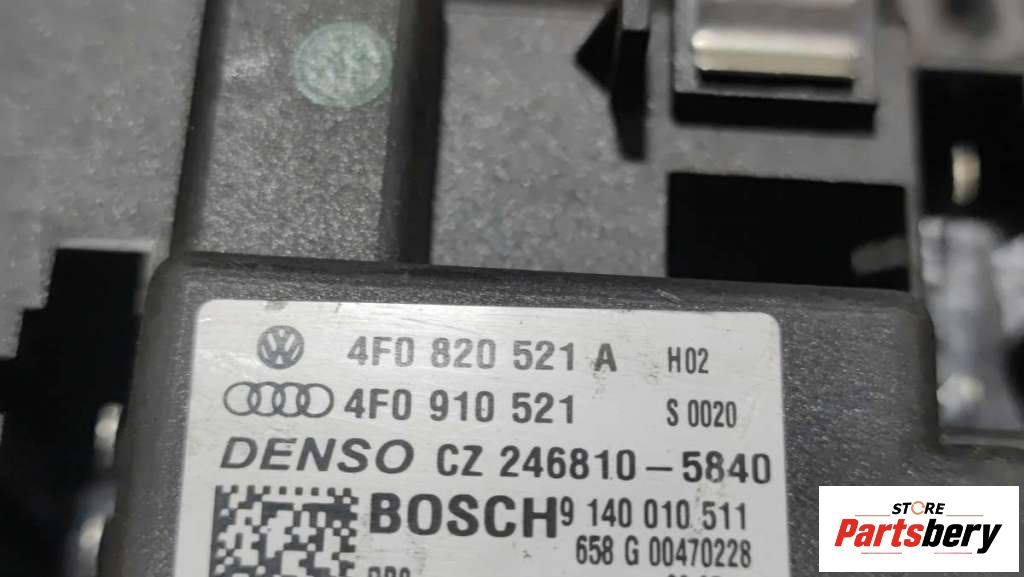 4F0 820 521 A H02
4F0 910 521 S 0020
DENSO CZ 246810-5840
BOSCH 9 140 010 511
658 G 00470228
STORE
Partsbery